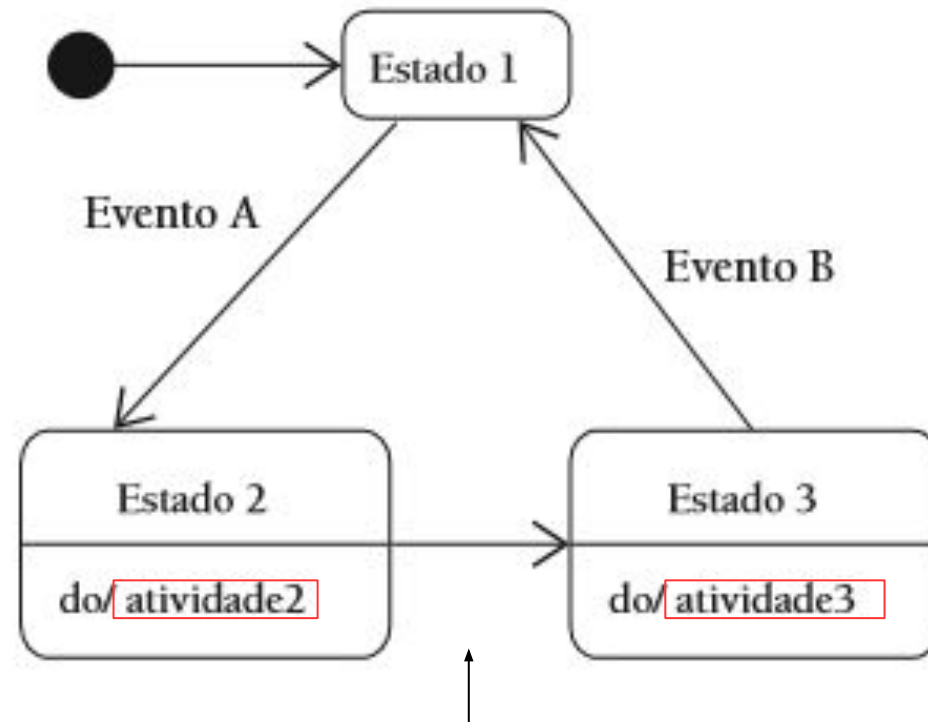 Estado 1
Evento A
Evento B
Estado 2
do/ atividade2
Estado 3
do/ atividade3